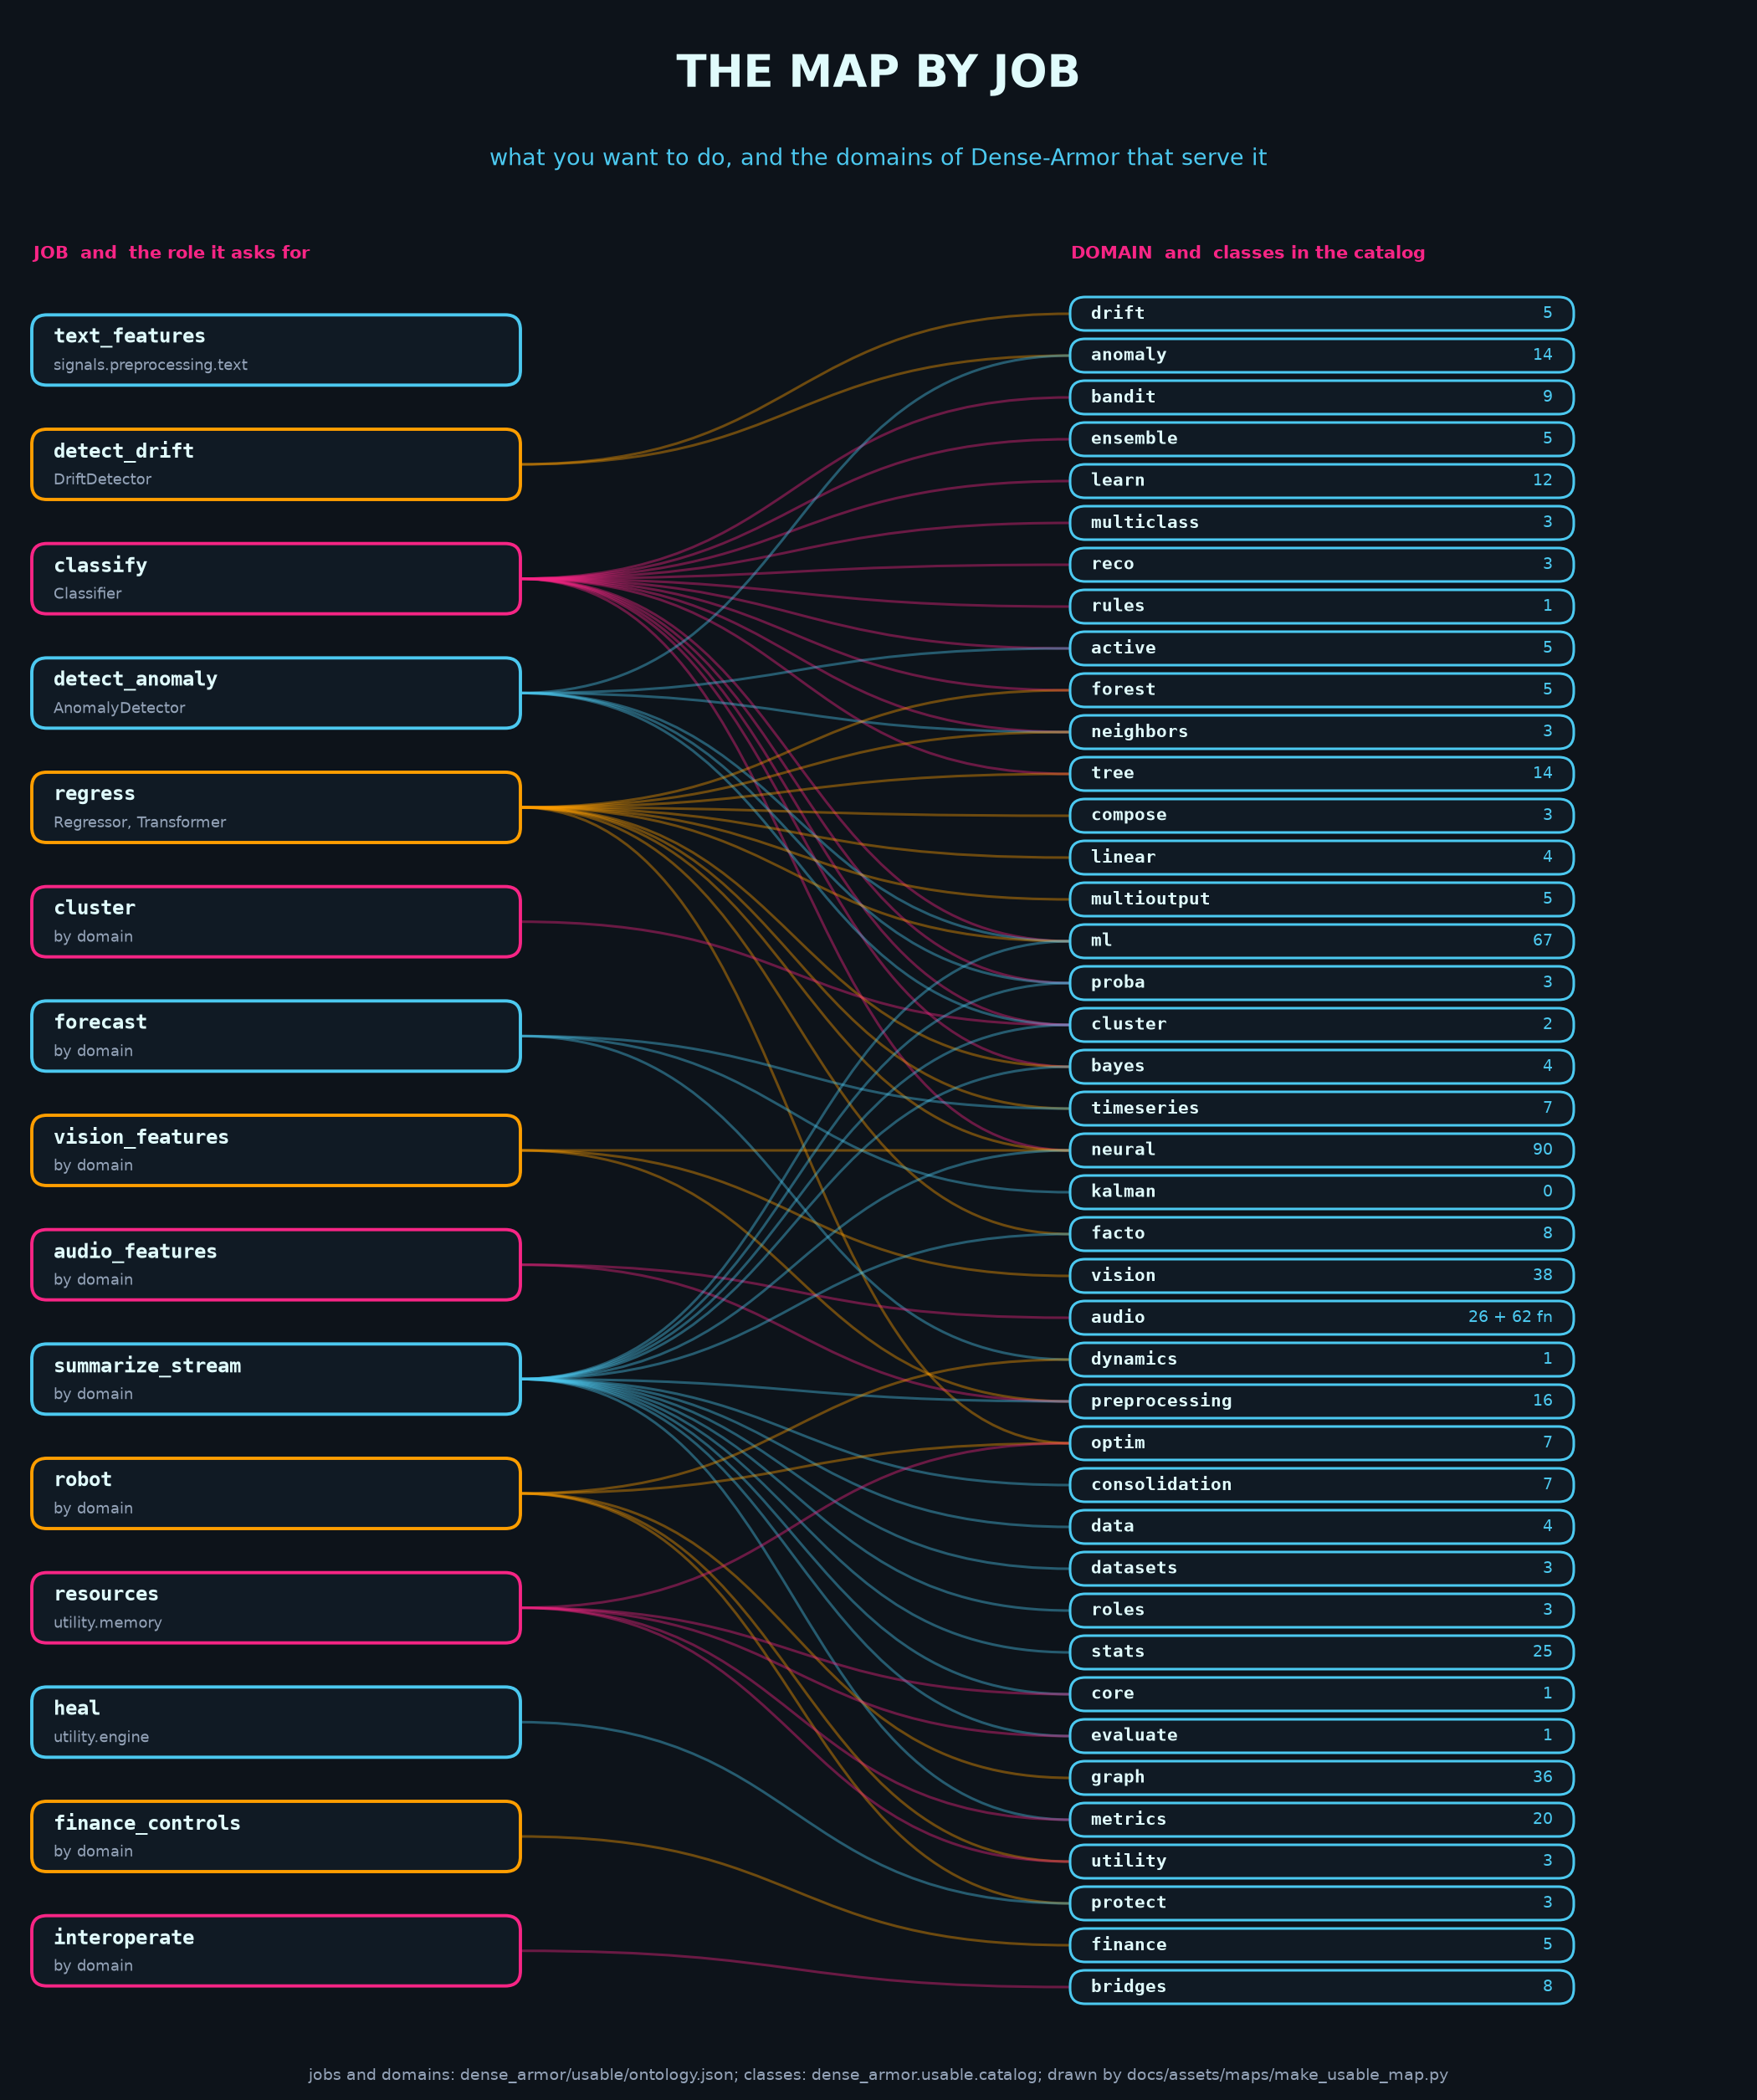 THE MAP BY JOB
what you want to do, and the domains of Dense-Armor that serve it
JOB and the role it asks for
text_features
signals.preprocessing.text
detect_drift
DriftDetector
classify
Classifier
detect_anomaly
AnomalyDetector
regress
Regressor, Transformer
cluster
by domain
forecast
by domain
vision_features
by domain
audio_features
by domain
summarize_stream
by domain
robot
by domain
resources
utility.memory
heal
utility.engine
finance_controls
by domain
interoperate
by domain
DOMAIN and classes in the catalog
drift 5
anomaly 14
bandit 9
ensemble 5
learn 12
multiclass 3
reco 3
rules 1
active 5
forest 5
neighbors 3
tree 14
compose 3
linear 4
multioutput 5
ml 67
proba 3
cluster 2
bayes 4
timeseries 7
neural 90
kalman 0
facto 8
vision 38
audio 26 + 62 fn
dynamics 1
preprocessing 16
optim 7
consolidation 7
data 4
datasets 3
roles 3
stats 25
core 1
evaluate 1
graph 36
metrics 20
utility 3
protect 3
finance 5
bridges 8
jobs and domains: dense_armor/usable/ontology.json; classes: dense_armor.usable.catalog; drawn by docs/assets/maps/make_usable_map.py